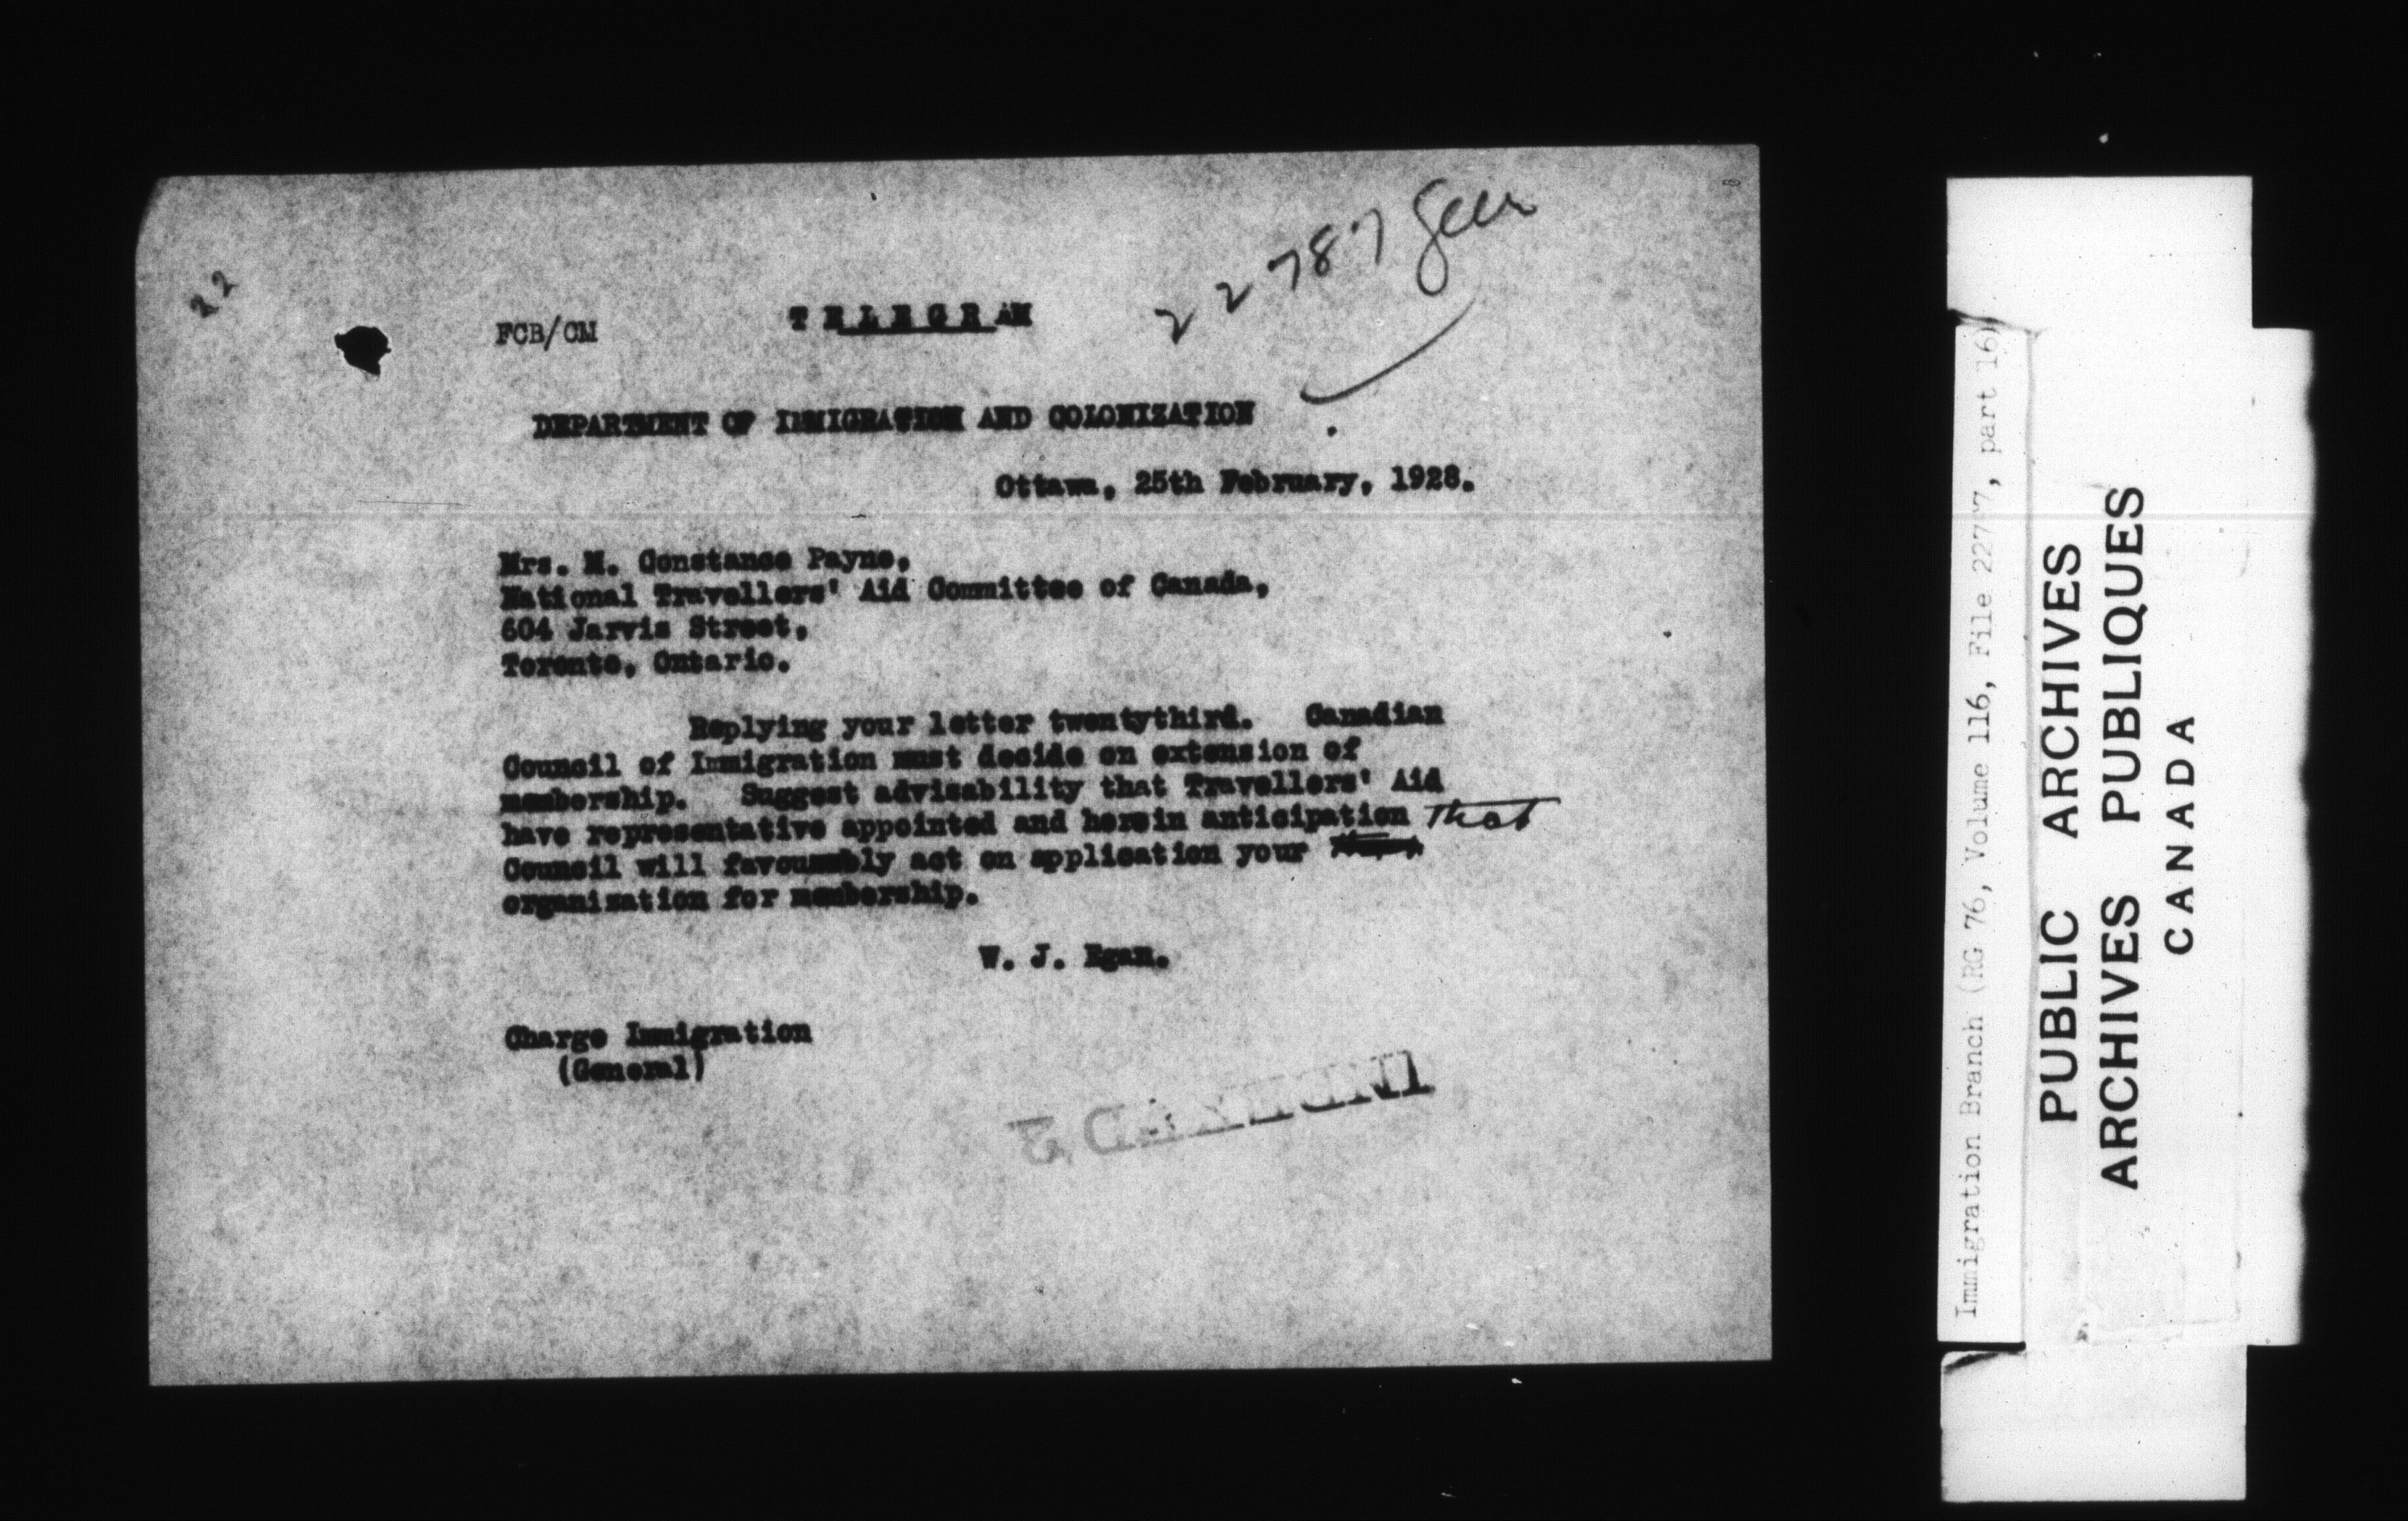 22
22787 Gen
FCB/CM
TELEGRAM
DEPARTMENT OF IMMIGRATION AND COLONIZATION
Ottawa, 25th February, 1928.
Mrs. M. Constance Payne,
National Travellers' Aid Committee of Canada,
604 Jarvis Street,
Toronto, Ontario.
Replying your letter twentythird. Canadian
Council of Immigration must decide on extension of
membership. Suggest advisability that Travellers' Aid
have representative appointed and herein anticipation that
Council will favourably act on application your
organization for membership.
W. J. Egan.
Charge Immigration
(General)
INDEXED 2
Immigration Branch (RG 76, Volume 116, File 22787, part 16)
PUBLIC ARCHIVES
ARCHIVES PUBLIQUES
CANADA